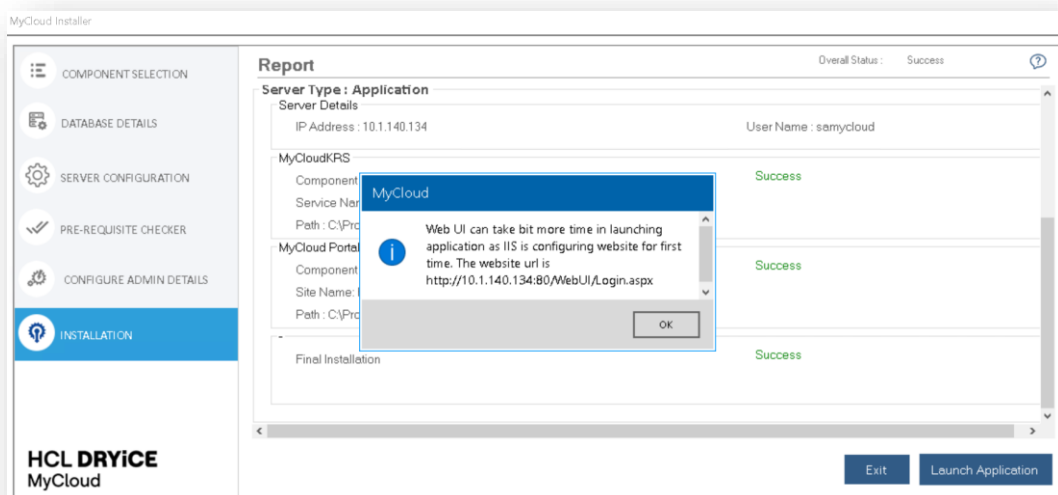 MyCloud Installer
COMPONENT SELECTION
DATABASE DETAILS
SERVER CONFIGURATION
PRE-REQUISITE CHECKER
CONFIGURE ADMIN DETAILS
INSTALLATION
HCL DRYiCE
MyCloud
Report
Overall Status : Success
Server Type : Application
Server Details
IP Address : 10.1.140.134
User Name : samycloud
MyCloudKRS
Component
Success
Service
Path : C:\
MyCloud Portal
Component
Success
Site Name:
Path : C:\
-
Final Installation
Success
MyCloud
Web UI can take bit more time in launching
application as IIS is configuring website for first
time. The website url is
http://10.1.140.134:80/WebUI/Login.aspx
OK
Exit
Launch Application